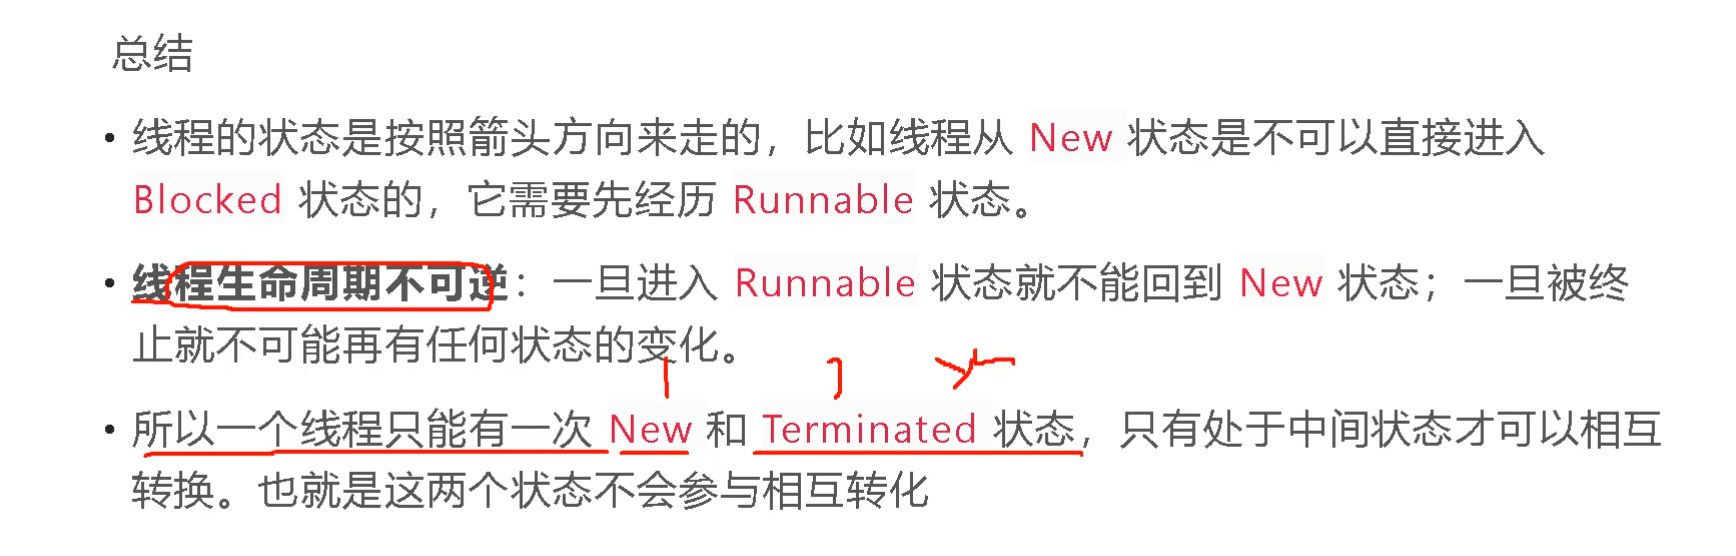 总结
• 线程的状态是按照箭头方向来走的，比如线程从 New 状态是不可以直接进入
Blocked 状态的，它需要先经历 Runnable 状态。
• 线程生命周期不可逆：一旦进入 Runnable 状态就不能回到 New 状态；一旦被终
止就不可能再有任何状态的变化。
• 所以一个线程只能有一次 New 和 Terminated 状态，只有处于中间状态才可以相互
转换。也就是这两个状态不会参与相互转化